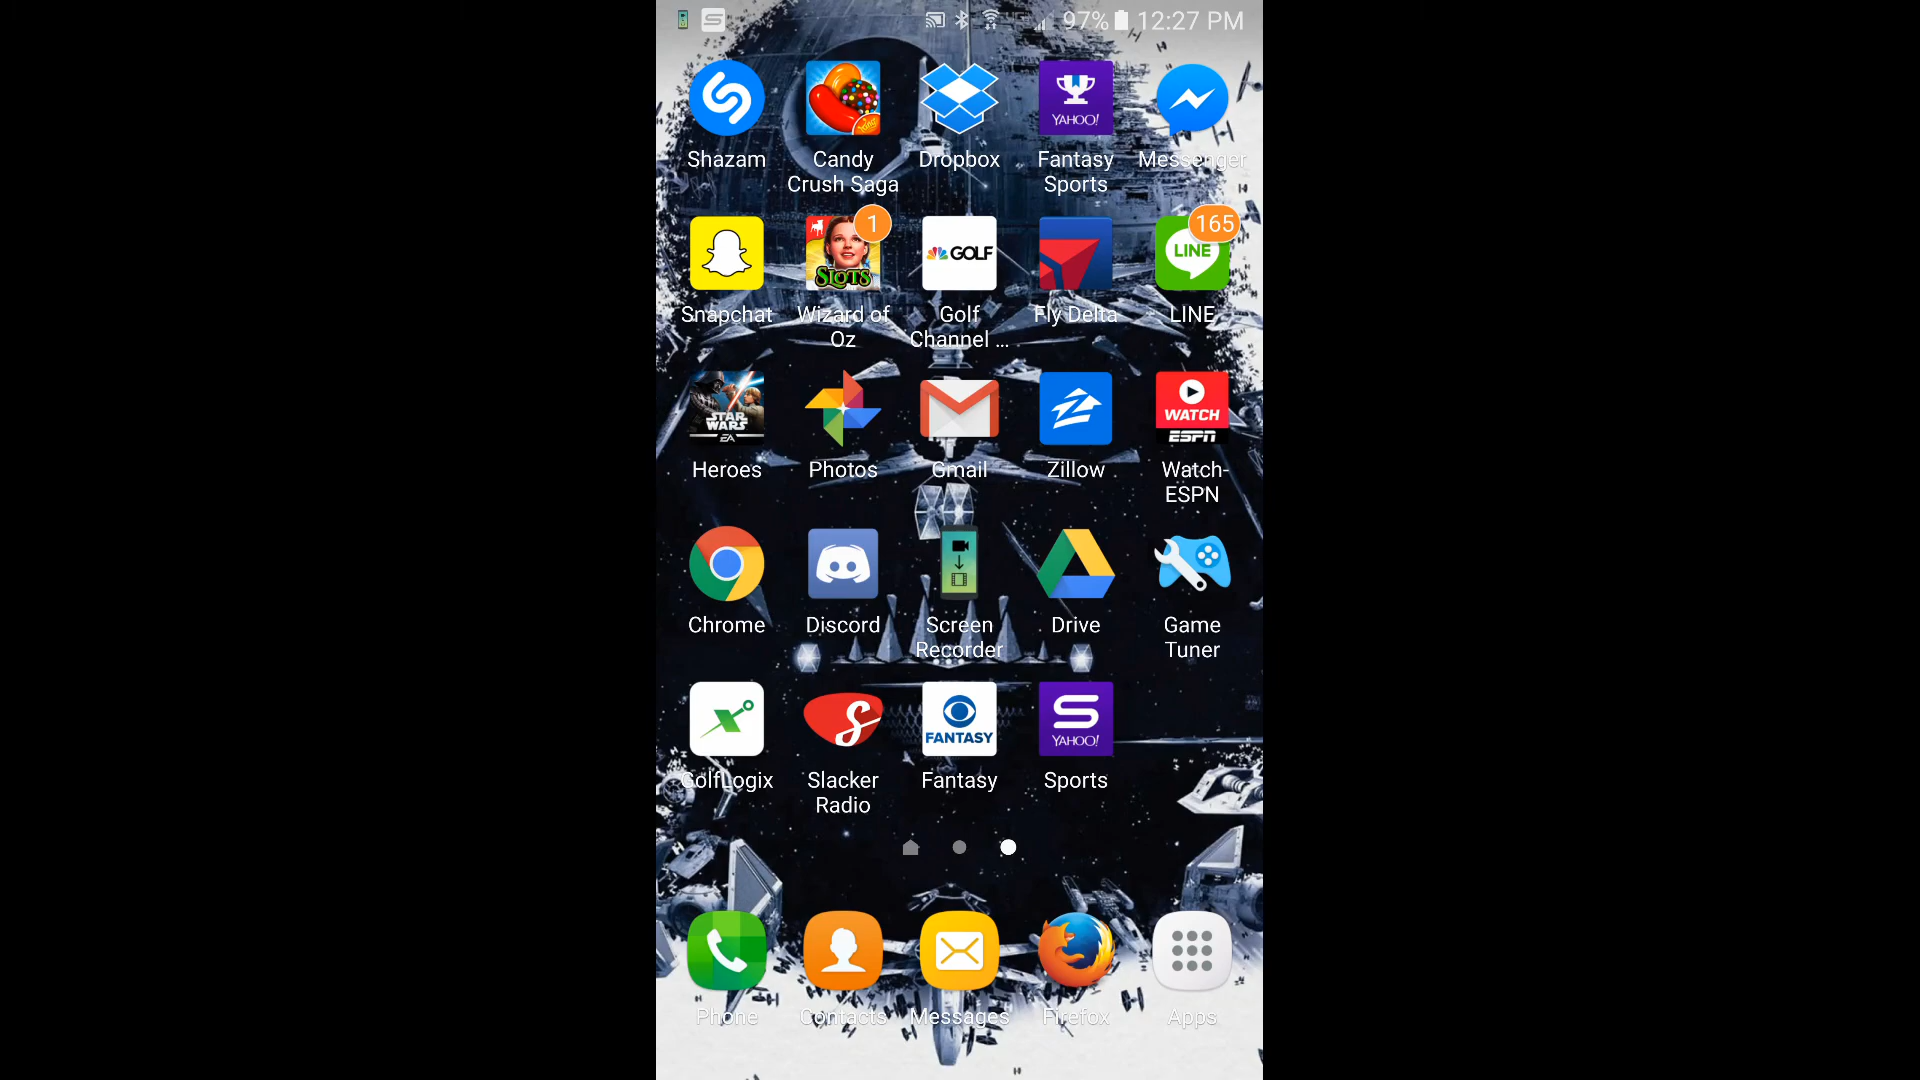 97% 12:27 PM
YAHOO!
king
Shazam
Candy
Crush Saga
Dropbox
Fantasy
Sports
Messenger
1
SLOTS
GOLF
165
LINE
Snapchat
Wizard of
Oz
Golf
Channel ...
Fly Delta
LINE
STAR
WARS
EA
WATCH
ESPN
Heroes
Photos
Gmail
Zillow
Watch-
ESPN
Chrome
Discord
Screen
Recorder
Drive
Game
Tuner
FANTASY
YAHOO!
GolfLogix
Slacker
Radio
Fantasy
Sports
Phone
Contacts
Messages
Firefox
Apps